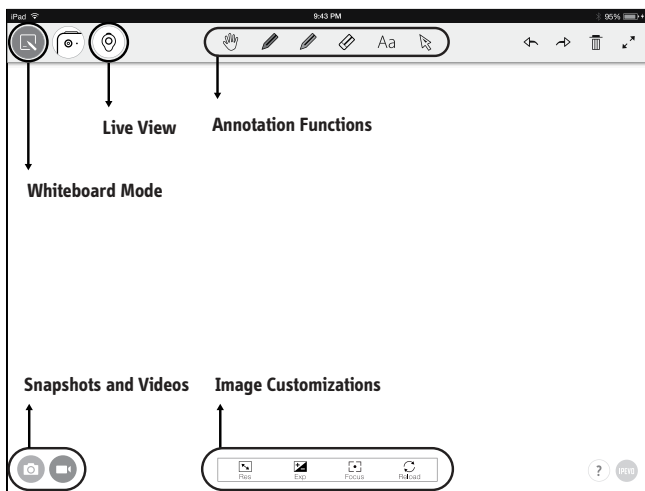 iPad 9:43 PM 95%
Aa
Live View
Annotation Functions
Whiteboard Mode
Snapshots and Videos
Image Customizations
Res Exp Focus Reload
? IPEVO